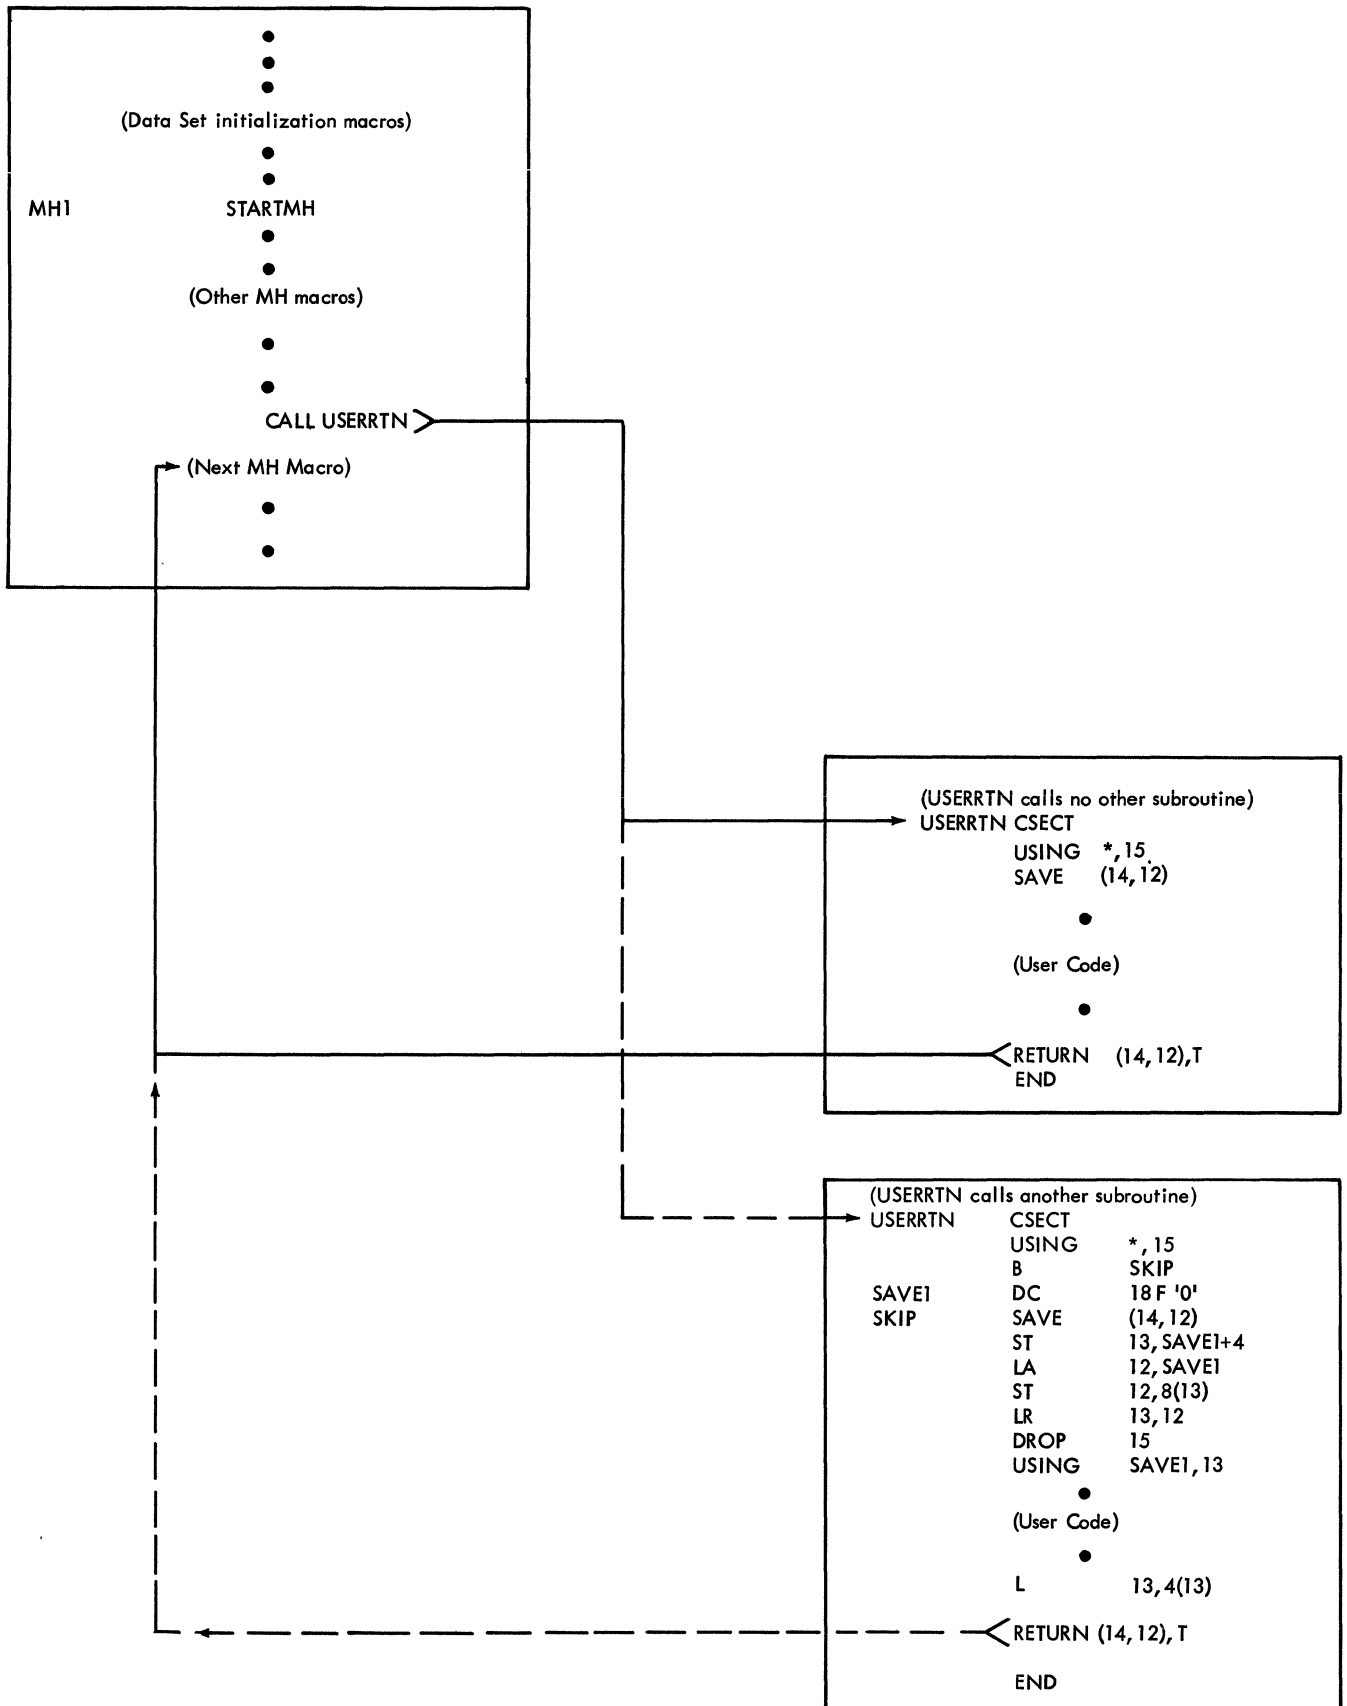 (Data Set initialization macros)
MH1 STARTMH
(Other MH macros)
CALL USERRTN
(Next MH Macro)
(USERRTN calls no other subroutine)
USERRTN CSECT
USING *,15
SAVE (14,12)
(User Code)
RETURN (14,12),T
END
(USERRTN calls another subroutine)
USERRTN CSECT
USING *,15
B SKIP
SAVE1 DC 18F '0'
SKIP SAVE (14,12)
ST 13,SAVE1+4
LA 12,SAVE1
ST 12,8(13)
LR 13,12
DROP 15
USING SAVE1,13
(User Code)
L 13,4(13)
RETURN (14,12),T
END